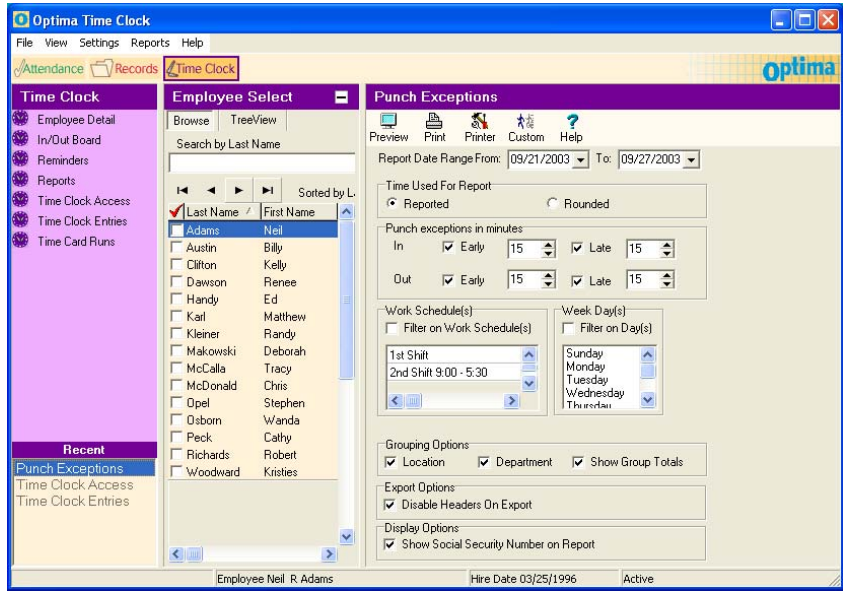 Optima Time Clock
File View Settings Reports Help
Attendance Records Time Clock
Optima
Time Clock
Employee Detail
In/Out Board
Reminders
Reports
Time Clock Access
Time Clock Entries
Time Card Runs
Recent
Punch Exceptions
Time Clock Access
Time Clock Entries
Employee Select
Browse TreeView
Search by Last Name
Sorted by L.
Last Name First Name
Adams Neil
Austin Billy
Clifton Kelly
Dawson Renee
Handy Ed
Karl Matthew
Kleiner Randy
Makowski Deborah
McCalla Tracy
McDonald Chris
Opel Stephen
Osborn Wanda
Peck Cathy
Richards Robert
Woodward Kristies
Punch Exceptions
Preview Print Printer Custom Help
Report Date Range From: 09/21/2003 To: 09/27/2003
Time Used For Report
Reported Rounded
Punch exceptions in minutes
In Early 15 Late 15
Out Early 15 Late 15
Work Schedule(s)
Filter on Work Schedule(s)
1st Shift
2nd Shift 9:00 - 5:30
Week Day(s)
Filter on Day(s)
Sunday
Monday
Tuesday
Wednesday
Thursday
Grouping Options
Location Department Show Group Totals
Export Options
Disable Headers On Export
Display Options
Show Social Security Number on Report
Employee Neil R Adams Hire Date 03/25/1996 Active